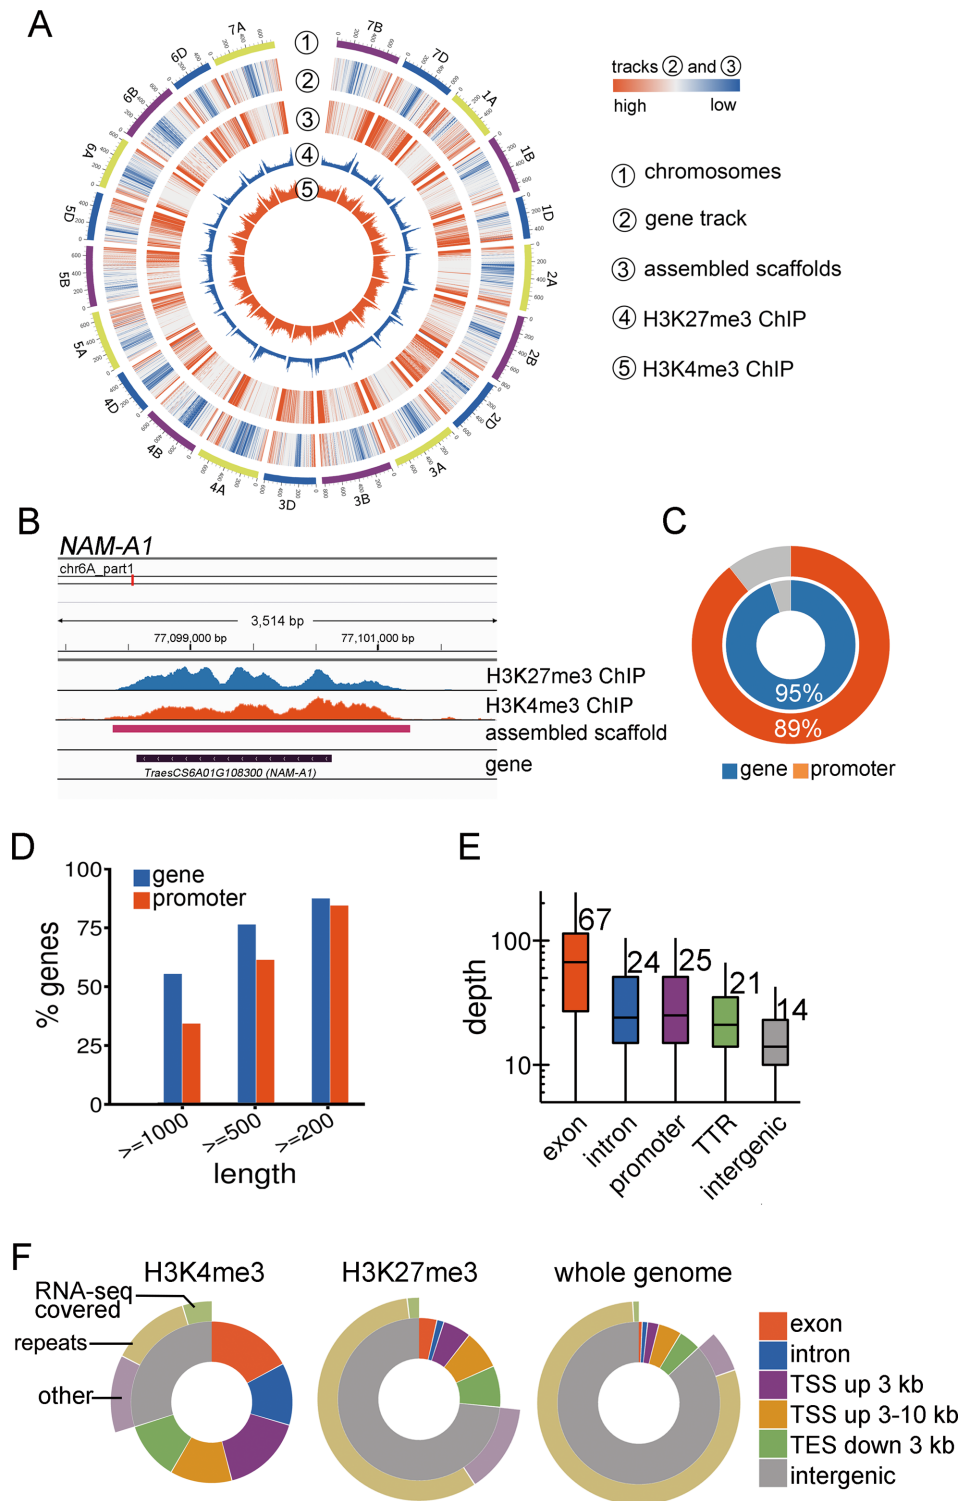 A
7A
7B
6D
7D
6B
1A
6A
1B
5D
1D
5B
2A
5A
2B
4D
2D
4B
3A
4A
3B
3D
1
2
3
4
5
tracks 2 and 3
high low
1 chromosomes
2 gene track
3 assembled scaffolds
4 H3K27me3 ChIP
5 H3K4me3 ChIP
B
NAM-A1
chr6A_part1
3,514 bp
77,099,000 bp 77,101,000 bp
H3K27me3 ChIP
H3K4me3 ChIP
assembled scaffold
gene
TraesCS6A01G108300 (NAM-A1)
C
95%
89%
gene promoter
D
100
75
50
25
0
% genes
gene
promoter
>=1000 >=500 >=200
length
E
depth
100
10
67
24
25
21
14
exon intron promoter TTR intergenic
F
H3K4me3 H3K27me3 whole genome
RNA-seq
covered
repeats
other
exon
intron
TSS up 3 kb
TSS up 3-10 kb
TES down 3 kb
intergenic